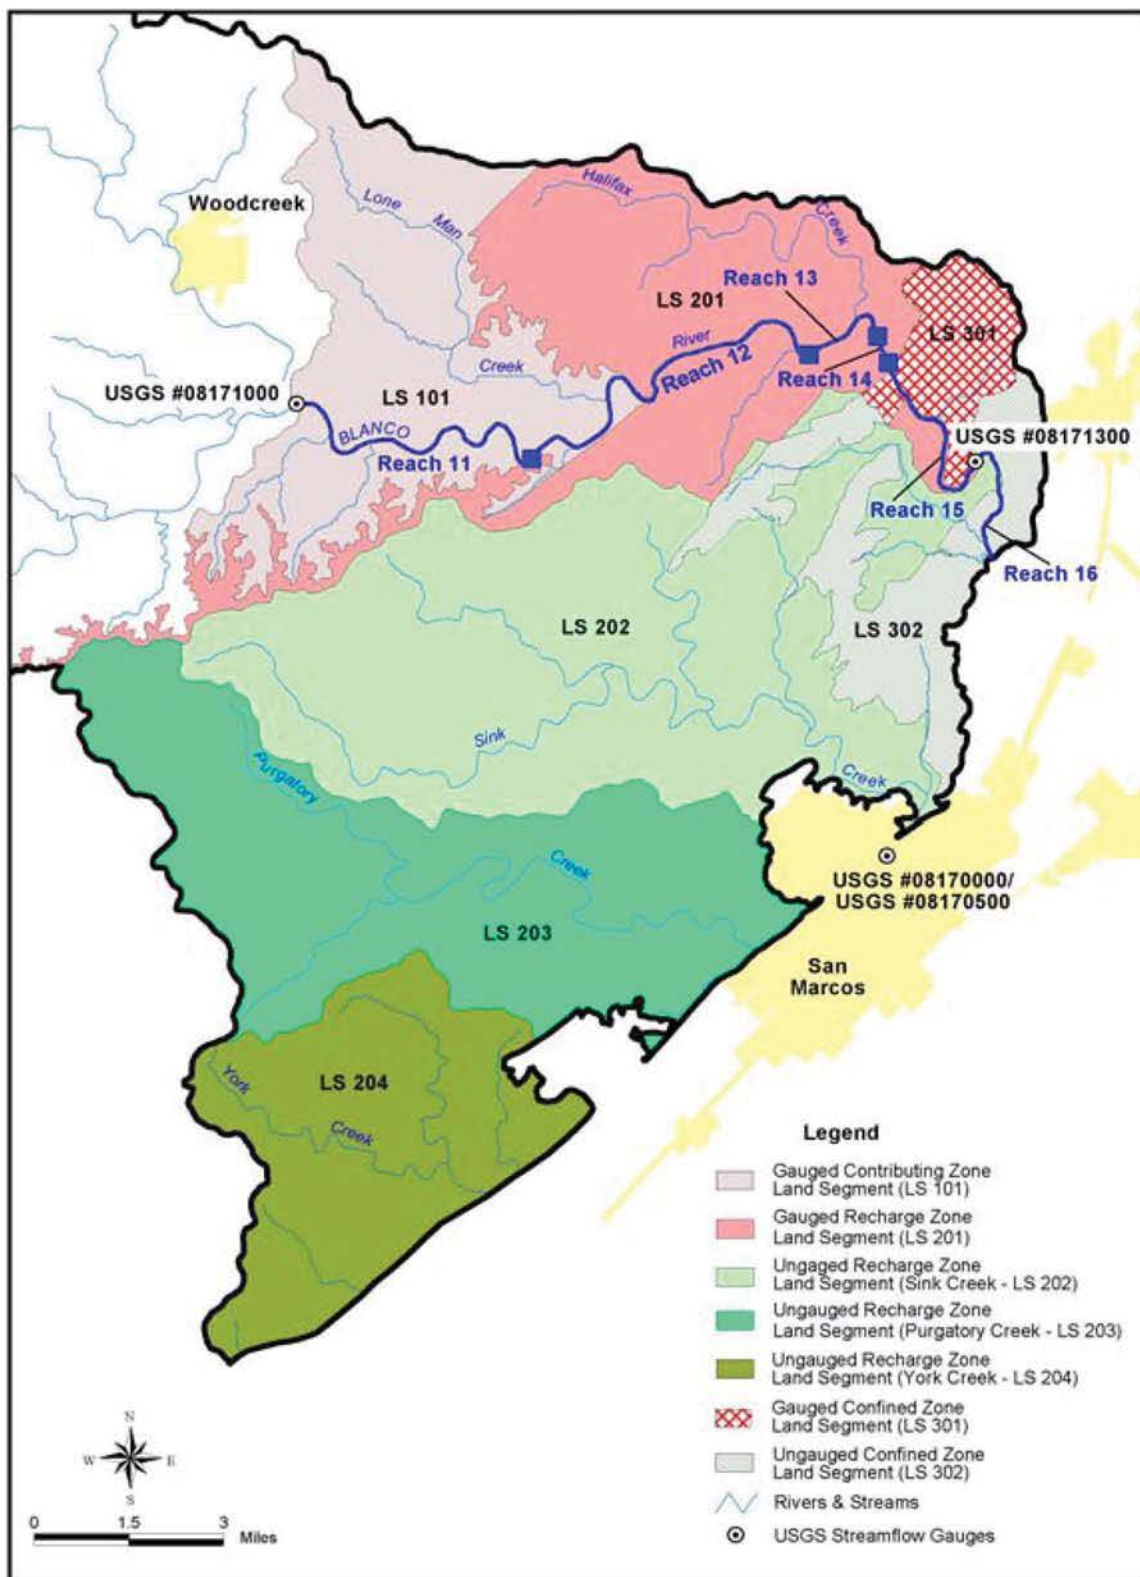 Woodcreek
Lone
Man
Halifax
Creek
Reach 13
LS 201
LS 301
River
Reach 12
Creek
Reach 14
USGS #08171000
LS 101
BLANCO
Reach 11
USGS #08171300
Reach 15
Reach 16
LS 202
LS 302
Sink
Creek
Purgatory
Creek
USGS #08170000/
USGS #08170500
LS 203
San
Marcos
LS 204
York
Creek
Legend
Gauged Contributing Zone
Land Segment (LS 101)
Gauged Recharge Zone
Land Segment (LS 201)
Ungaged Recharge Zone
Land Segment (Sink Creek - LS 202)
Ungauged Recharge Zone
Land Segment (Purgatory Creek - LS 203)
Ungauged Recharge Zone
Land Segment (York Creek - LS 204)
Gauged Confined Zone
Land Segment (LS 301)
Ungauged Confined Zone
Land Segment (LS 302)
Rivers & Streams
USGS Streamflow Gauges
N
W E
S
0 1.5 3
Miles